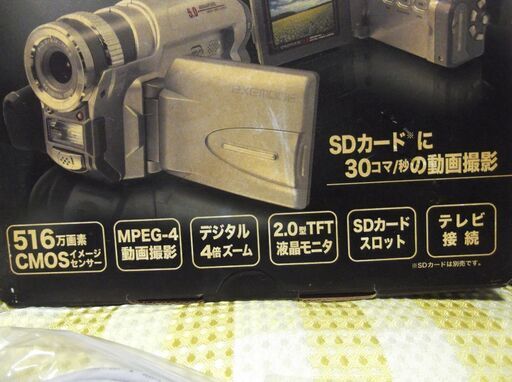 5.0
exemode
SDカード※に
30コマ/秒の動画撮影
516万画素
CMOSイメージセンサー
MPEG-4
動画撮影
デジタル
4倍ズーム
2.0型TFT
液晶モニタ
SDカード
スロット
テレビ
接続
※SDカードは別売です。